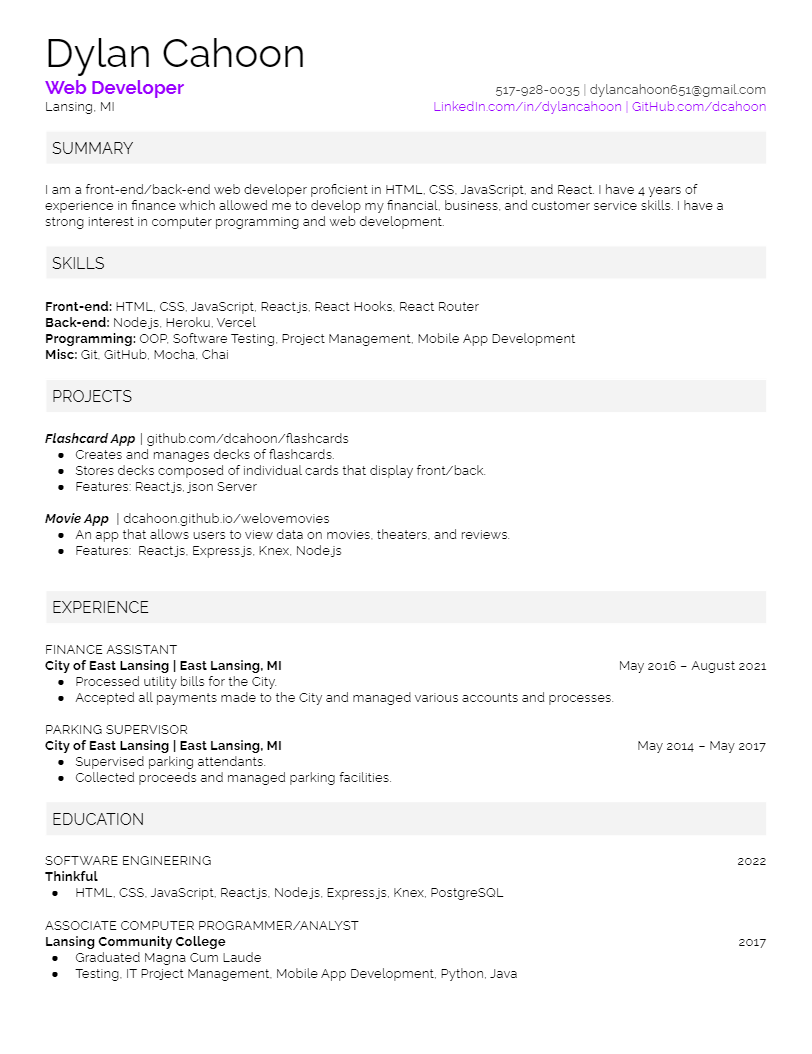 Dylan Cahoon
Web Developer
517-928-0035 | dylancahoon651@gmail.com
Lansing, MI
LinkedIn.com/in/dylancahoon | GitHub.com/dcahoon
SUMMARY
I am a front-end/back-end web developer proficient in HTML, CSS, JavaScript, and React. I have 4 years of
experience in finance which allowed me to develop my financial, business, and customer service skills. I have a
strong interest in computer programming and web development.
SKILLS
Front-end: HTML, CSS, JavaScript, React.js, React Hooks, React Router
Back-end: Node.js, Heroku, Vercel
Programming: OOP, Software Testing, Project Management, Mobile App Development
Misc: Git, GitHub, Mocha, Chai
PROJECTS
Flashcard App | github.com/dcahoon/flashcards
● Creates and manages decks of flashcards.
● Stores decks composed of individual cards that display front/back.
● Features: React.js, json Server
Movie App | dcahoon.github.io/welovemovies
● An app that allows users to view data on movies, theaters, and reviews.
● Features: React.js, Express.js, Knex, Node.js
EXPERIENCE
FINANCE ASSISTANT
City of East Lansing | East Lansing, MI May 2016 – August 2021
● Processed utility bills for the City.
● Accepted all payments made to the City and managed various accounts and processes.
PARKING SUPERVISOR
City of East Lansing | East Lansing, MI May 2014 – May 2017
● Supervised parking attendants.
● Collected proceeds and managed parking facilities.
EDUCATION
SOFTWARE ENGINEERING 2022
Thinkful
● HTML, CSS, JavaScript, React.js, Node.js, Express.js, Knex, PostgreSQL
ASSOCIATE COMPUTER PROGRAMMER/ANALYST
Lansing Community College 2017
● Graduated Magna Cum Laude
● Testing, IT Project Management, Mobile App Development, Python, Java